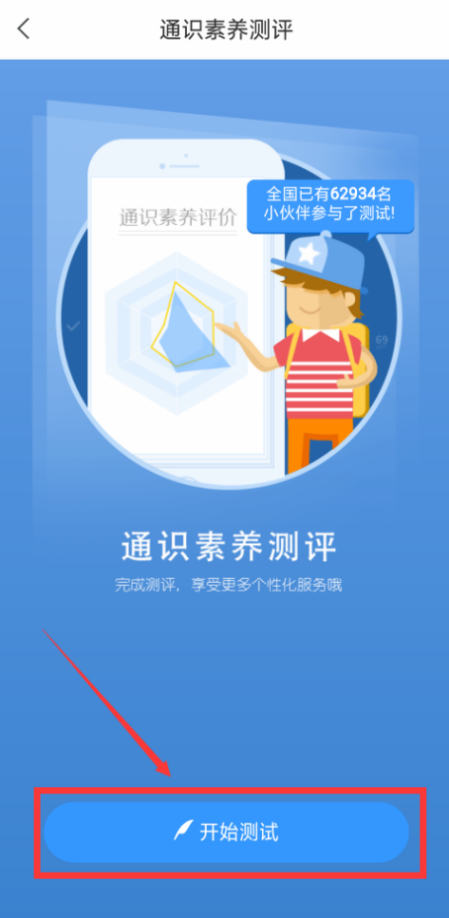 通识素养测评
全国已有62934名
小伙伴参与了测试!
通识素养评价
69
通识素养测评
完成测评，享受更多个性化服务哦
开始测试